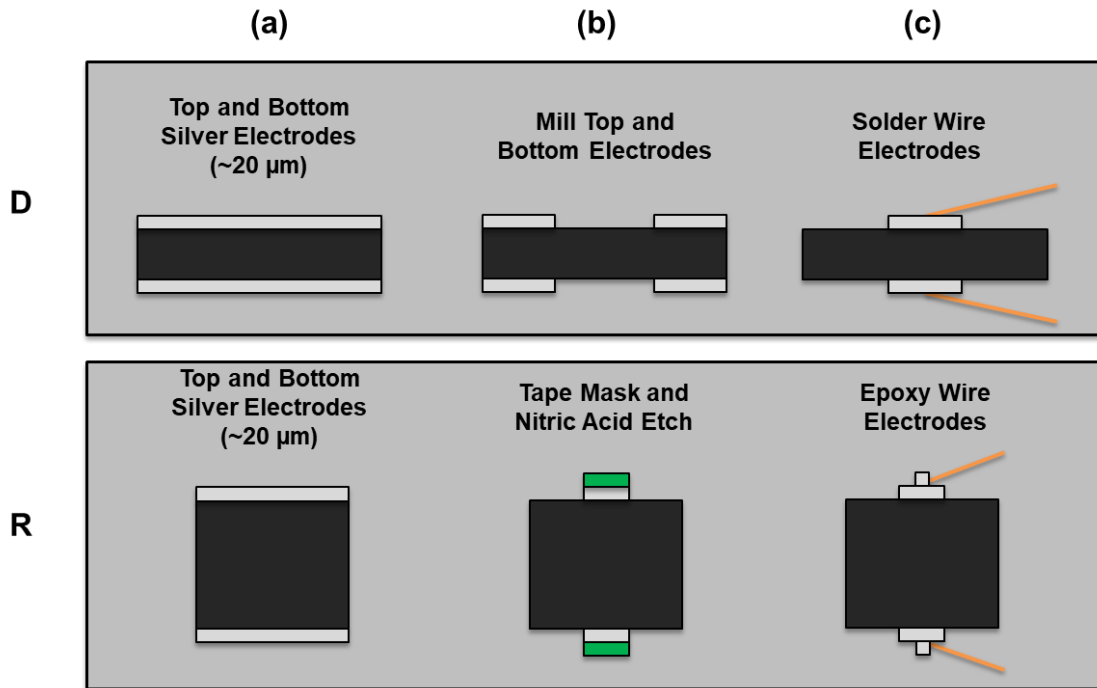 (a)
(b)
(c)
D
Top and Bottom
Silver Electrodes
(~20 µm)
Mill Top and
Bottom Electrodes
Solder Wire
Electrodes
R
Top and Bottom
Silver Electrodes
(~20 µm)
Tape Mask and
Nitric Acid Etch
Epoxy Wire
Electrodes